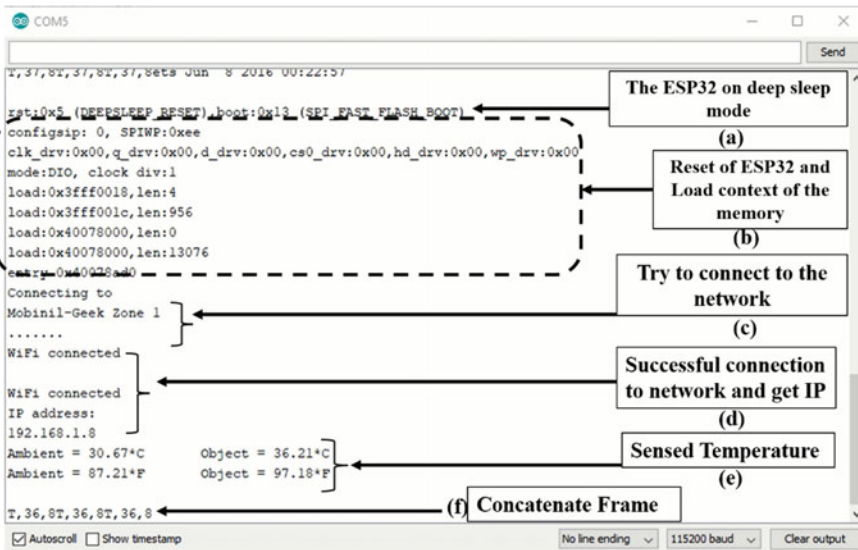 COM5
Send
T,37,8T,37,8T,37,8ets Jun 8 2016 00:22:57
rst:0x5 (DEEPSLEEP_RESET),boot:0x13 (SPI_FAST_FLASH_BOOT)
The ESP32 on deep sleep
mode
(a)
configsip: 0, SPIWP:0xee
clk_drv:0x00,q_drv:0x00,d_drv:0x00,cs0_drv:0x00,hd_drv:0x00,wp_drv:0x00
mode:DIO, clock div:1
load:0x3fff0018,len:4
load:0x3fff001c,len:956
load:0x40078000,len:0
load:0x40078000,len:13076
entry 0x40078ad0
Reset of ESP32 and
Load context of the
memory
(b)
Connecting to
Mobinil-Geek Zone 1
.......
Try to connect to the
network
(c)
WiFi connected
WiFi connected
IP address:
192.168.1.8
Successful connection
to network and get IP
(d)
Ambient = 30.67*C Object = 36.21*C
Ambient = 87.21*F Object = 97.18*F
Sensed Temperature
(e)
T,36,8T,36,8T,36,8
(f) Concatenate Frame
Autoscroll Show timestamp No line ending 115200 baud Clear output